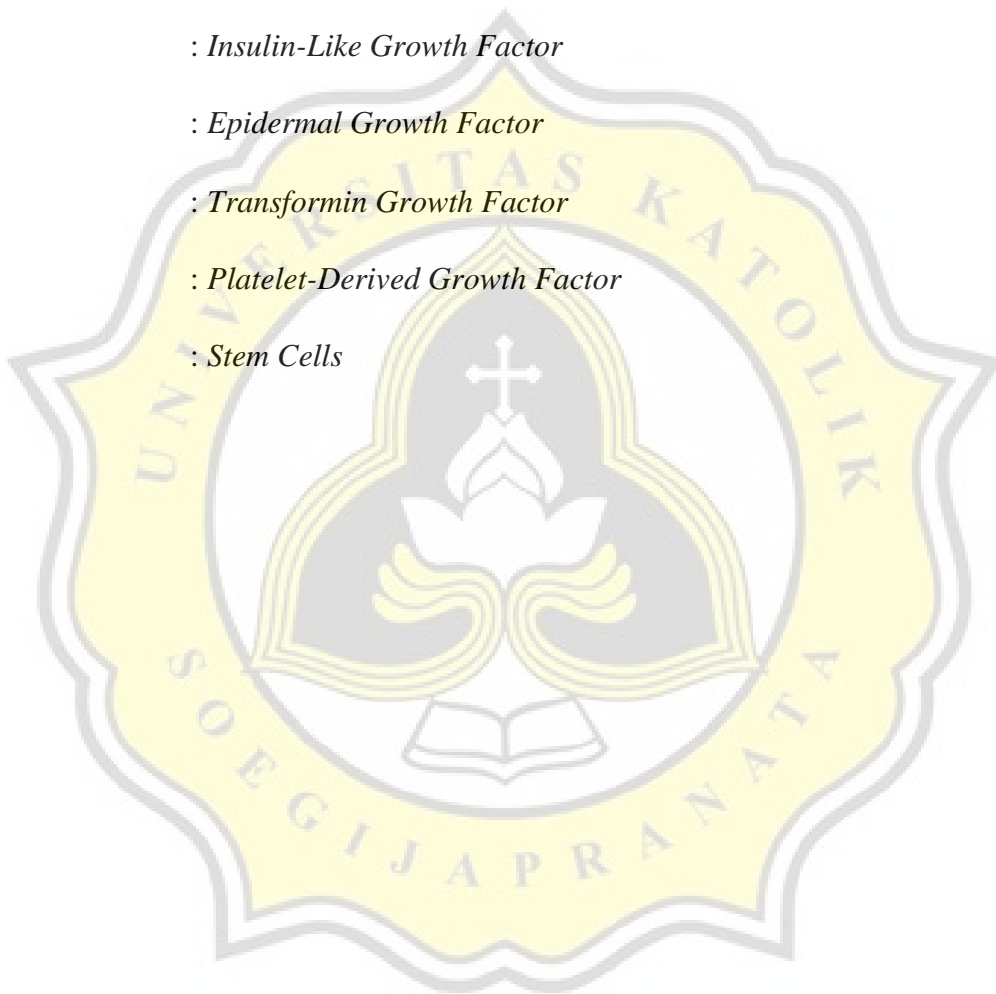 : Insulin-Like Growth Factor
: Epidermal Growth Factor
: Transformin Growth Factor
: Platelet-Derived Growth Factor
: Stem Cells
UNIVERSITAS KATOLIK
SOEGIJAPRANATA